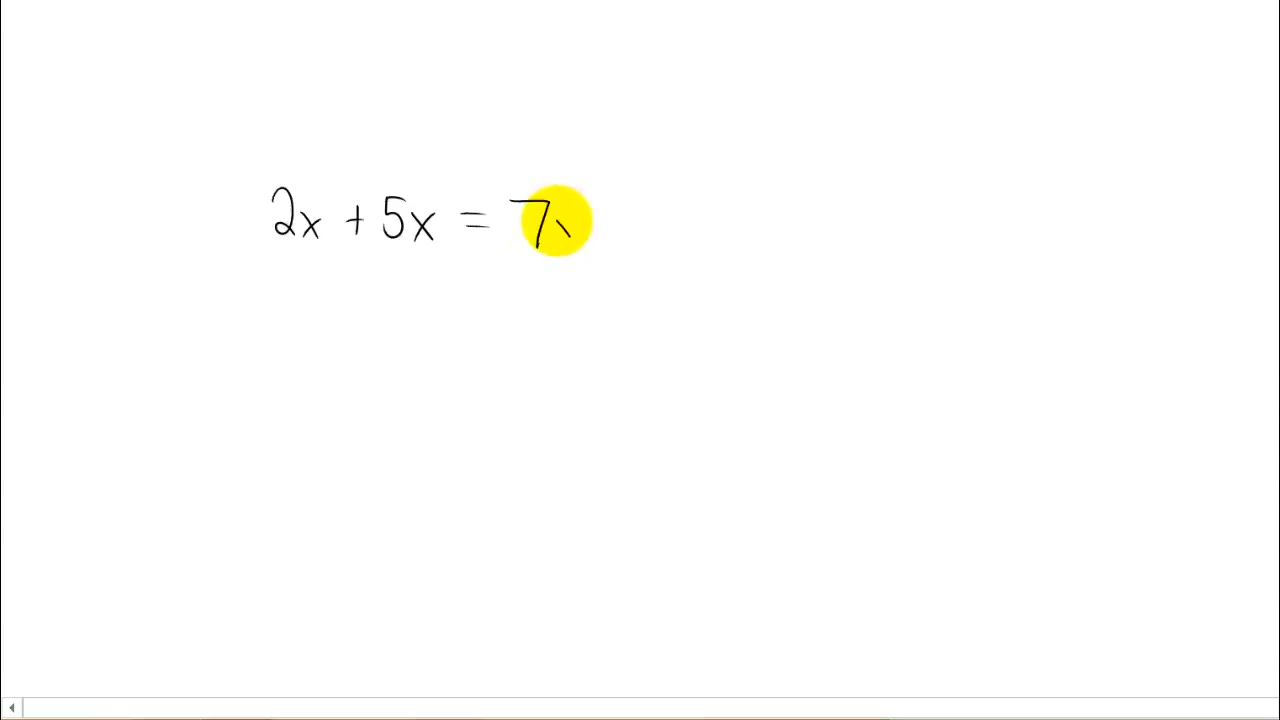 2x + 5x = 7